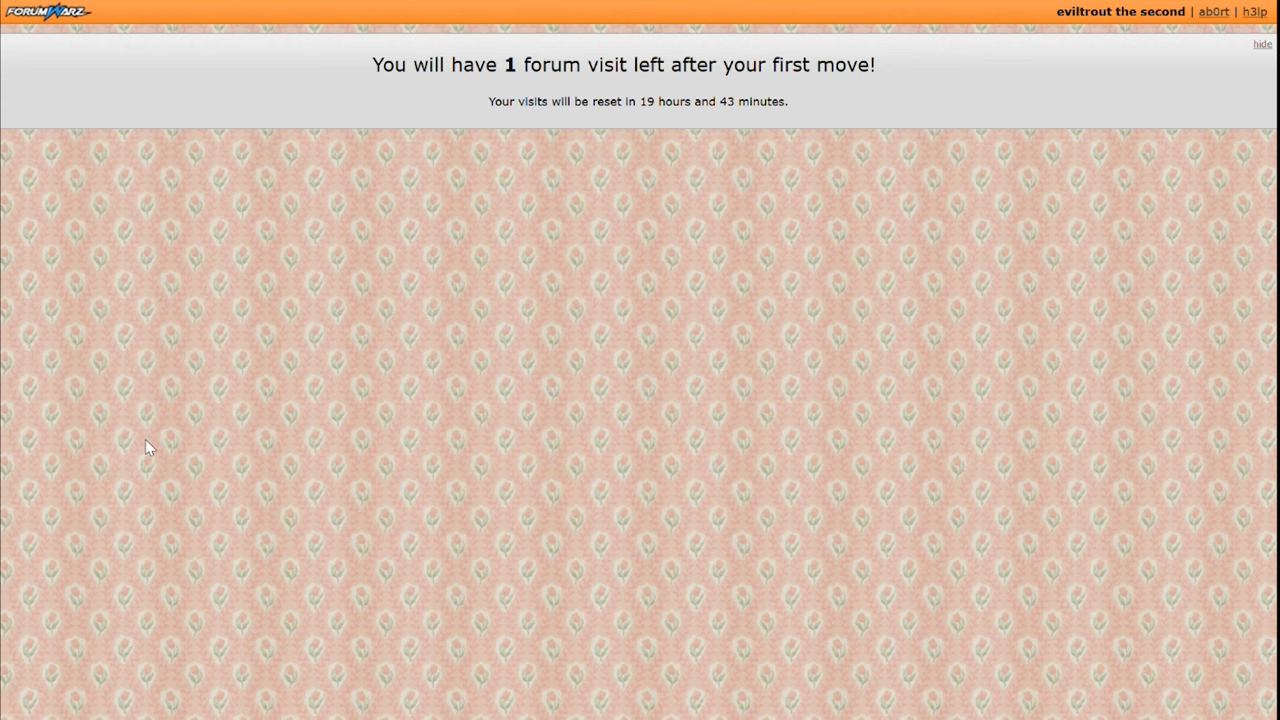 FORUMWARZ
eviltrout the second | ab0rt | h3lp
hide
You will have 1 forum visit left after your first move!
Your visits will be reset in 19 hours and 43 minutes.